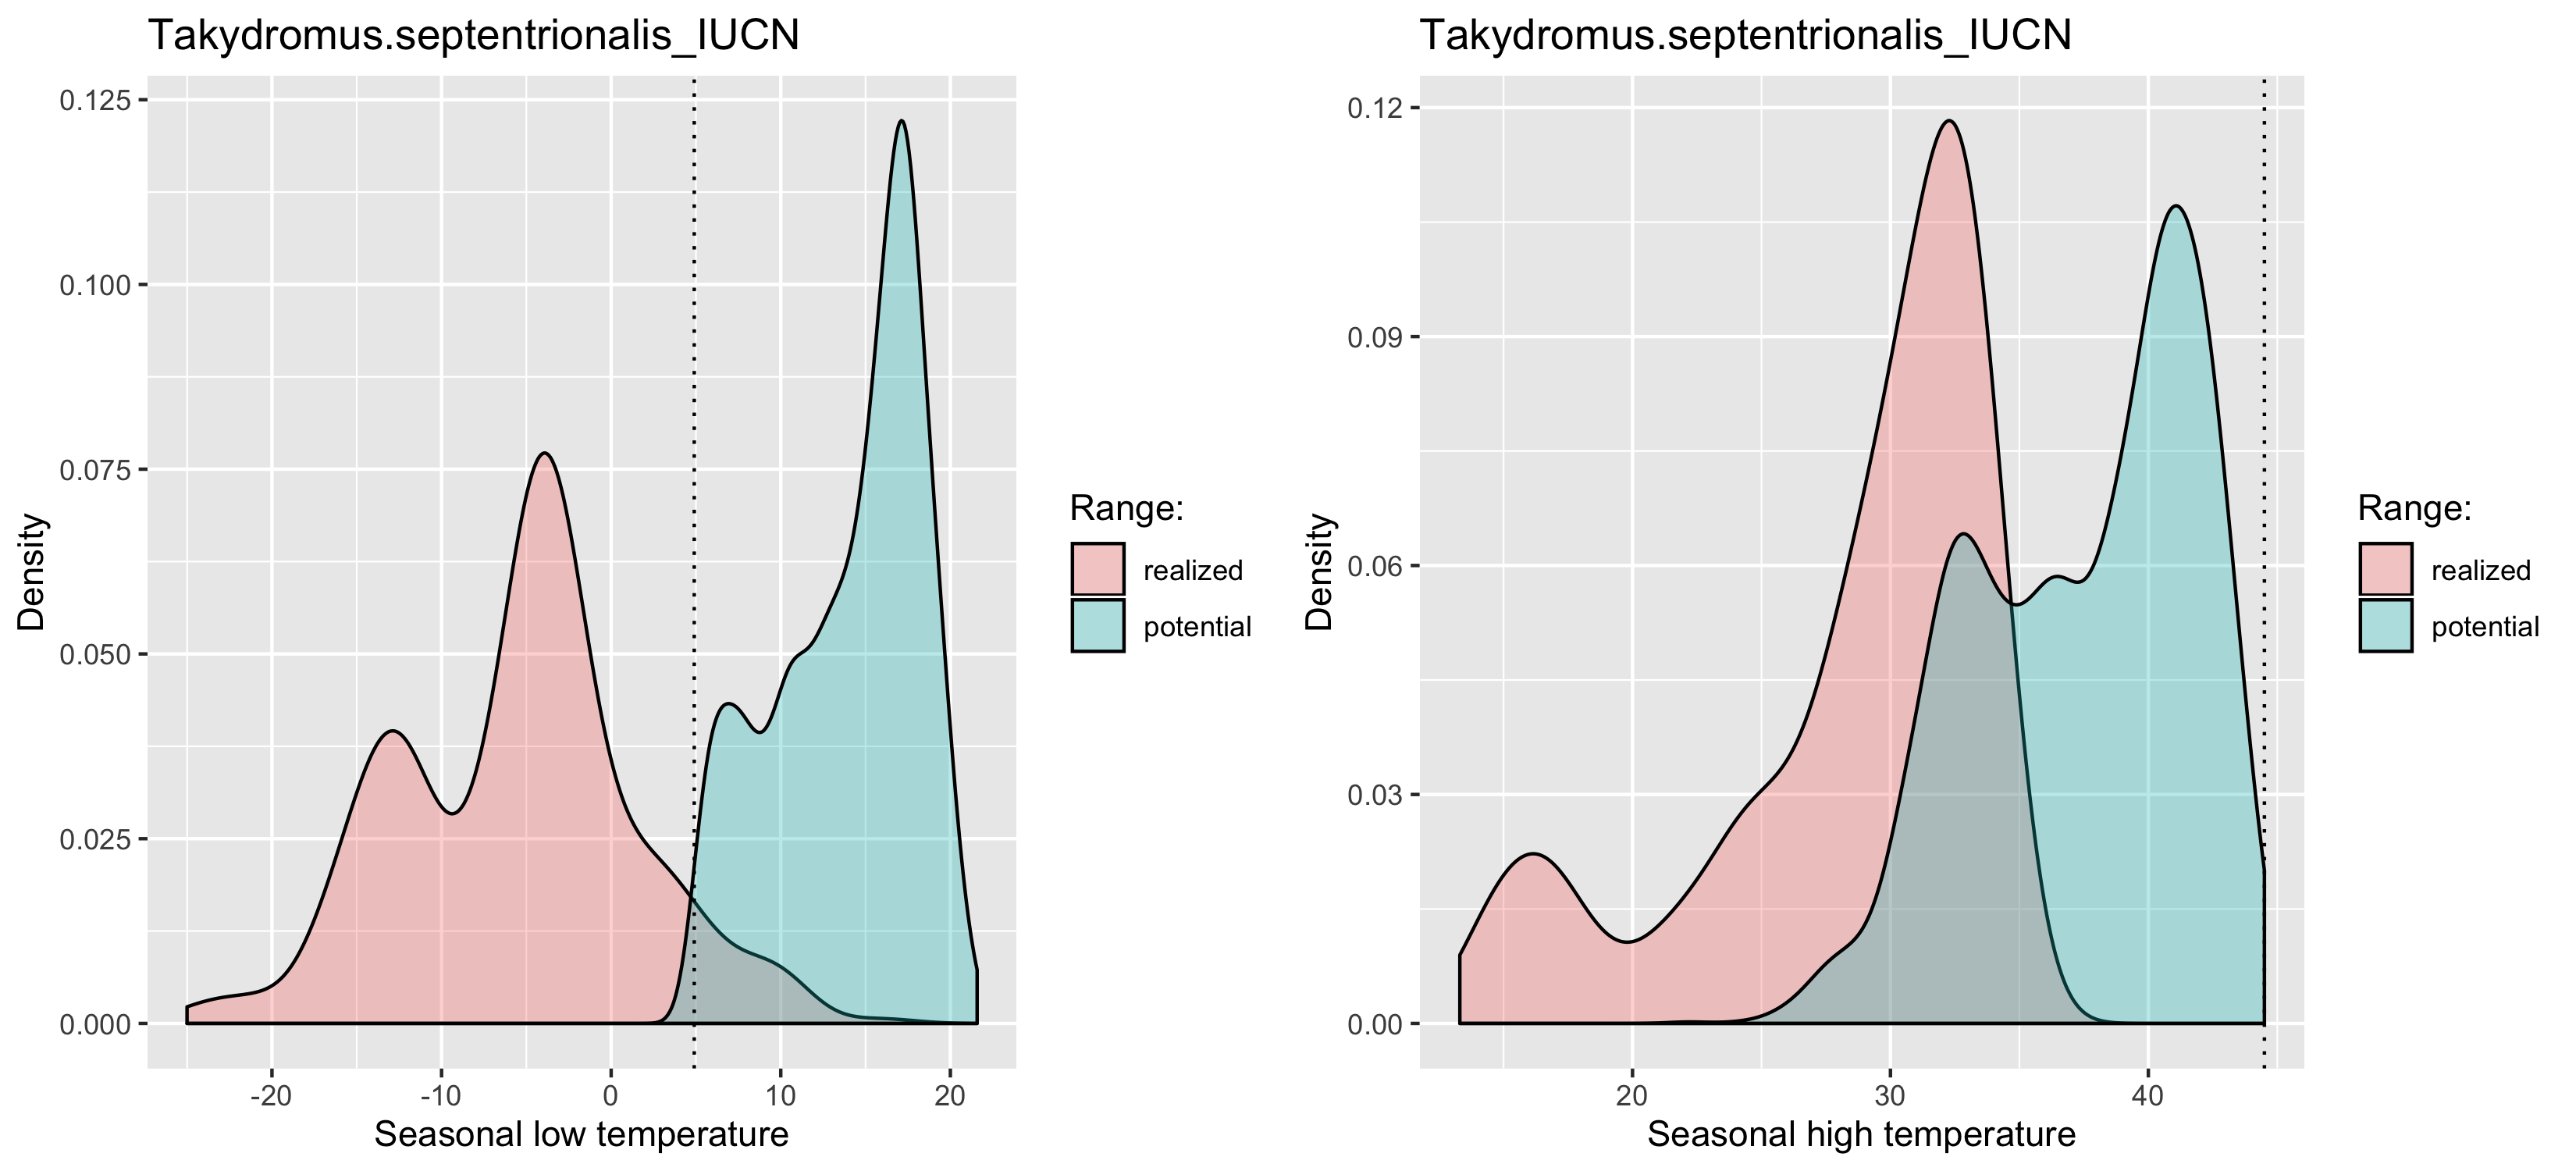 Takydromus.septentrionalis_IUCN
0.125
0.100
0.075
0.050
0.025
0.000
Density
-20 -10 0 10 20
Seasonal low temperature
Range:
realized
potential
Takydromus.septentrionalis_IUCN
0.12
0.09
0.06
0.03
0.00
Density
20 30 40
Seasonal high temperature
Range:
realized
potential